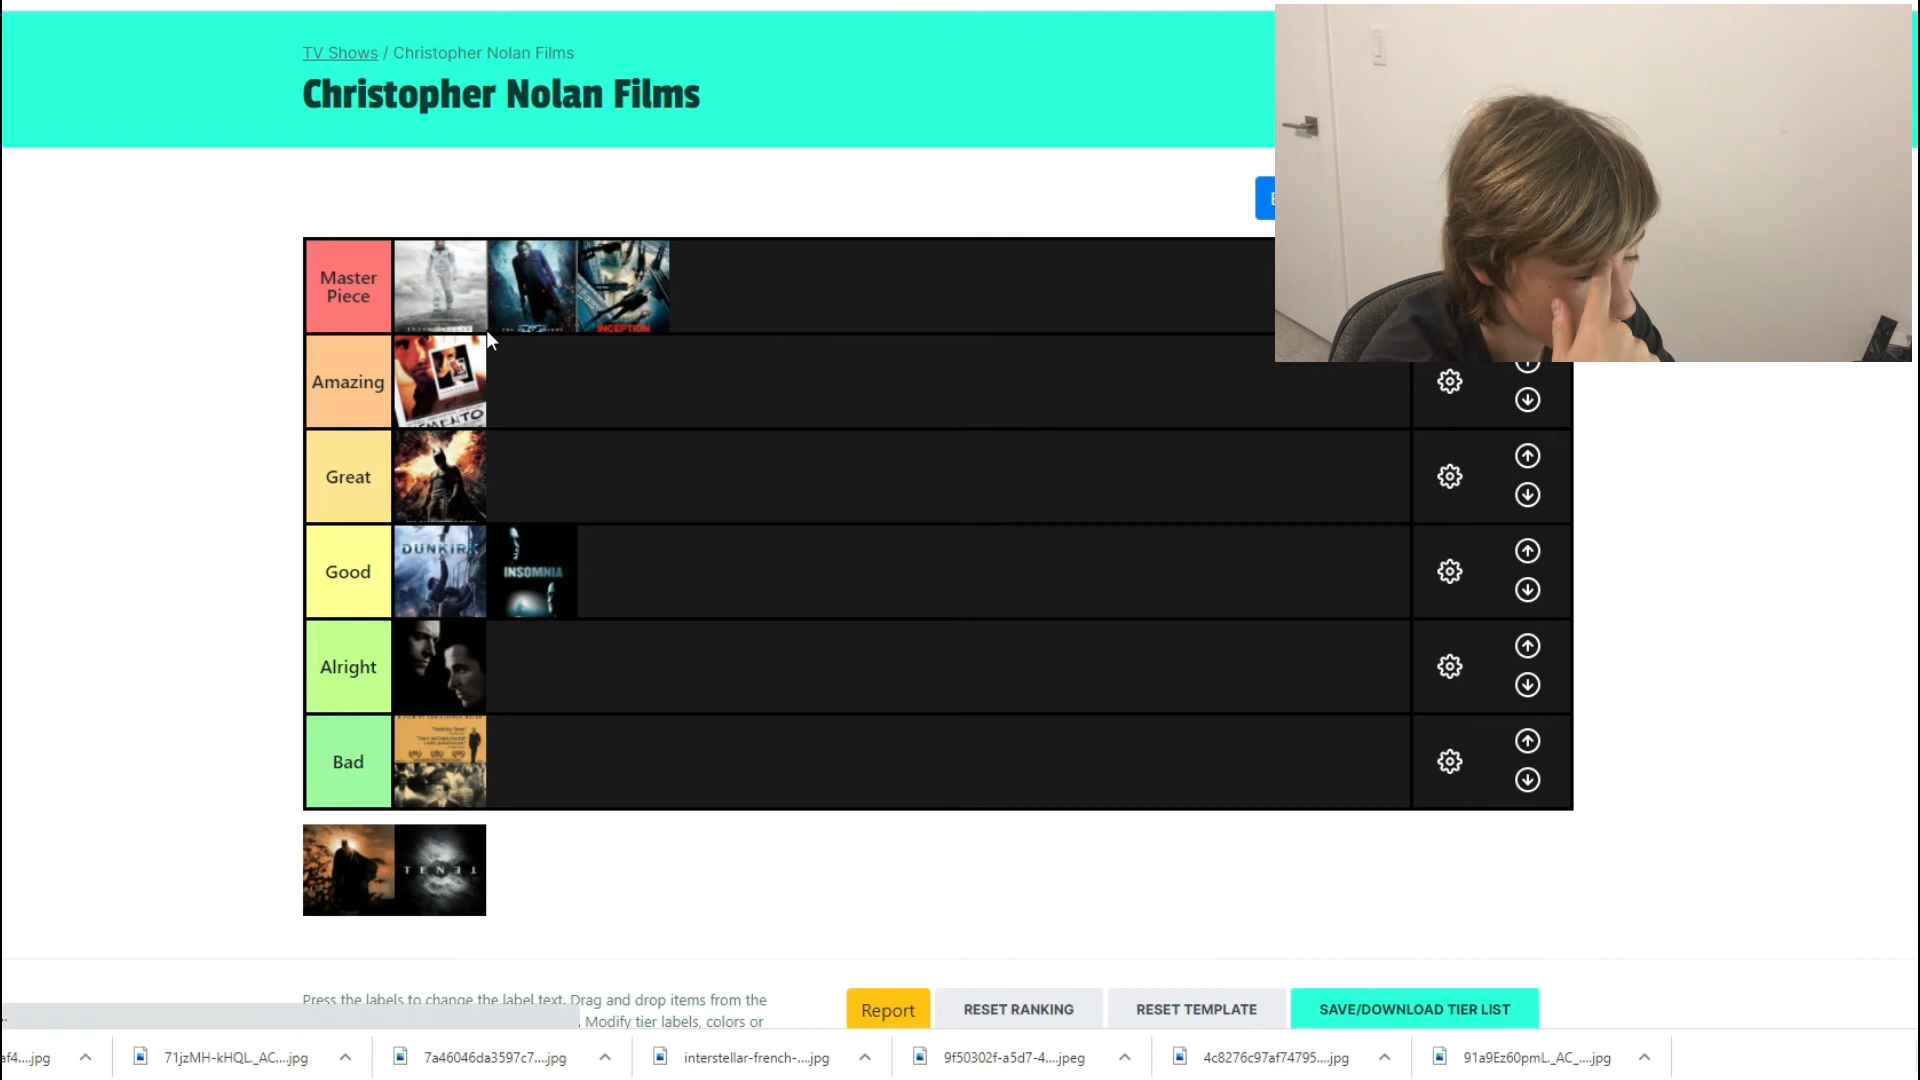 TV Shows / Christopher Nolan Films
Christopher Nolan Films
Master
Piece
INCEPTION
Amazing
Great
Good
DUNKIRK
INSOMNIA
Alright
Bad
TENET
Press the labels to change the label text. Drag and drop items from the
. Modify tier labels, colors or
Report
RESET RANKING
RESET TEMPLATE
SAVE/DOWNLOAD TIER LIST
af4....jpg
71jzMH-kHQL._AC_...jpg
7a46046da3597c7....jpg
interstellar-french-....jpg
9f50302f-a5d7-4....jpeg
4c8276c97af74795....jpg
91a9Ez60pmL._AC_....jpg